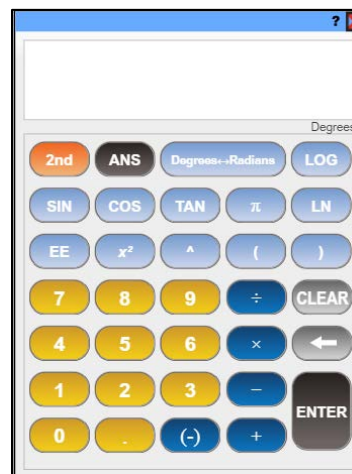 ?
Degrees
2nd ANS Degrees↔Radians LOG
SIN COS TAN π LN
EE x² ^ ( )
7 8 9 ÷ CLEAR
4 5 6 ×
1 2 3 − ENTER
0 . (-) +